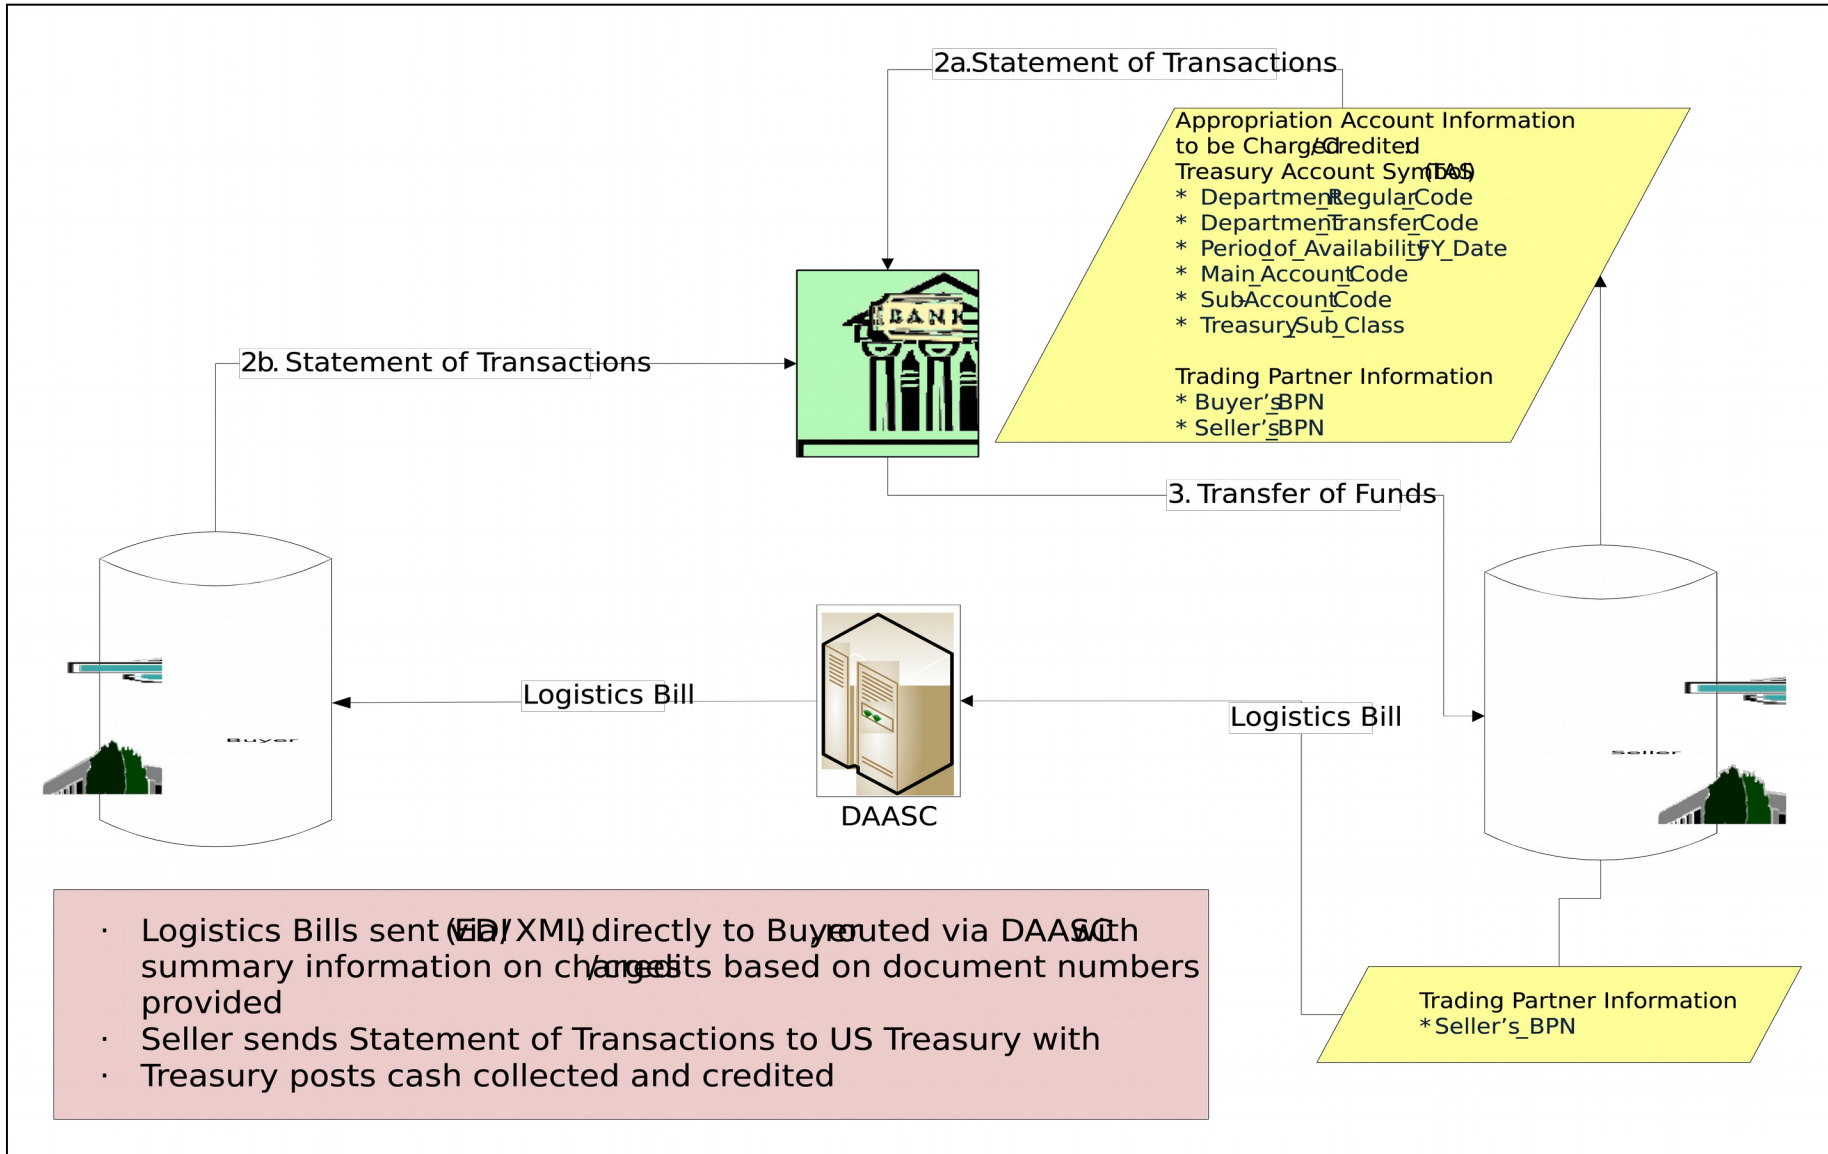 2a. Statement of Transactions
Appropriation Account Information
to be Charged/Credited:
Treasury Account Symbol (TAS)
* Department_Regular_Code
* Department_Transfer_Code
* Period_of_Availability_FY_Date
* Main_Account_Code
* Sub-Account_Code
* Treasury_Sub_Class
Trading Partner Information
* Buyer's_BPN
* Seller's_BPN
BANK
2b. Statement of Transactions
3. Transfer of Funds
Logistics Bill
Logistics Bill
Buyer
Seller
DAASC
· Logistics Bills sent (via EDI/XML) directly to Buyer, routed via DAASC with
summary information on charges/credits based on document numbers
provided
· Seller sends Statement of Transactions to US Treasury with
· Treasury posts cash collected and credited
Trading Partner Information
* Seller's_BPN